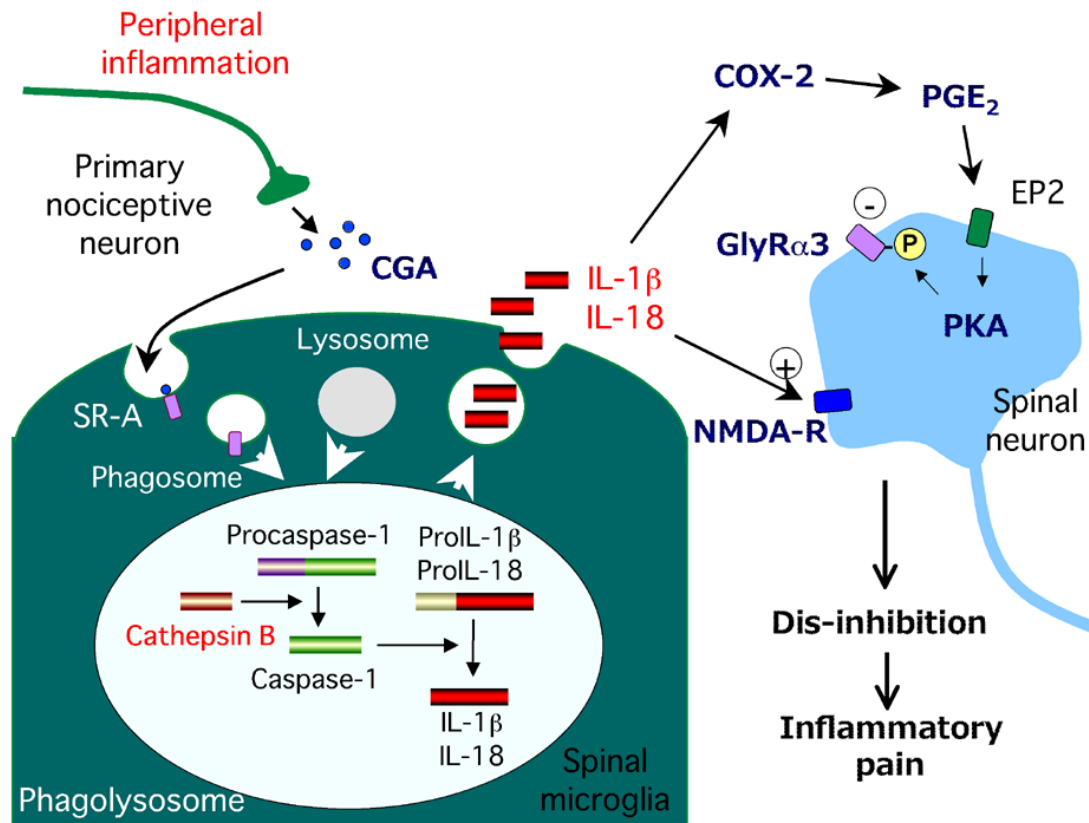 Peripheral
inflammation
Primary
nociceptive
neuron
CGA
COX-2
PGE₂
EP2
-
GlyRα3
P
PKA
IL-1β
IL-18
+
NMDA-R
Spinal
neuron
Lysosome
SR-A
Phagosome
Procaspase-1
ProIL-1β
ProIL-18
Cathepsin B
Caspase-1
IL-1β
IL-18
Phagolysosome
Spinal
microglia
Dis-inhibition
Inflammatory
pain